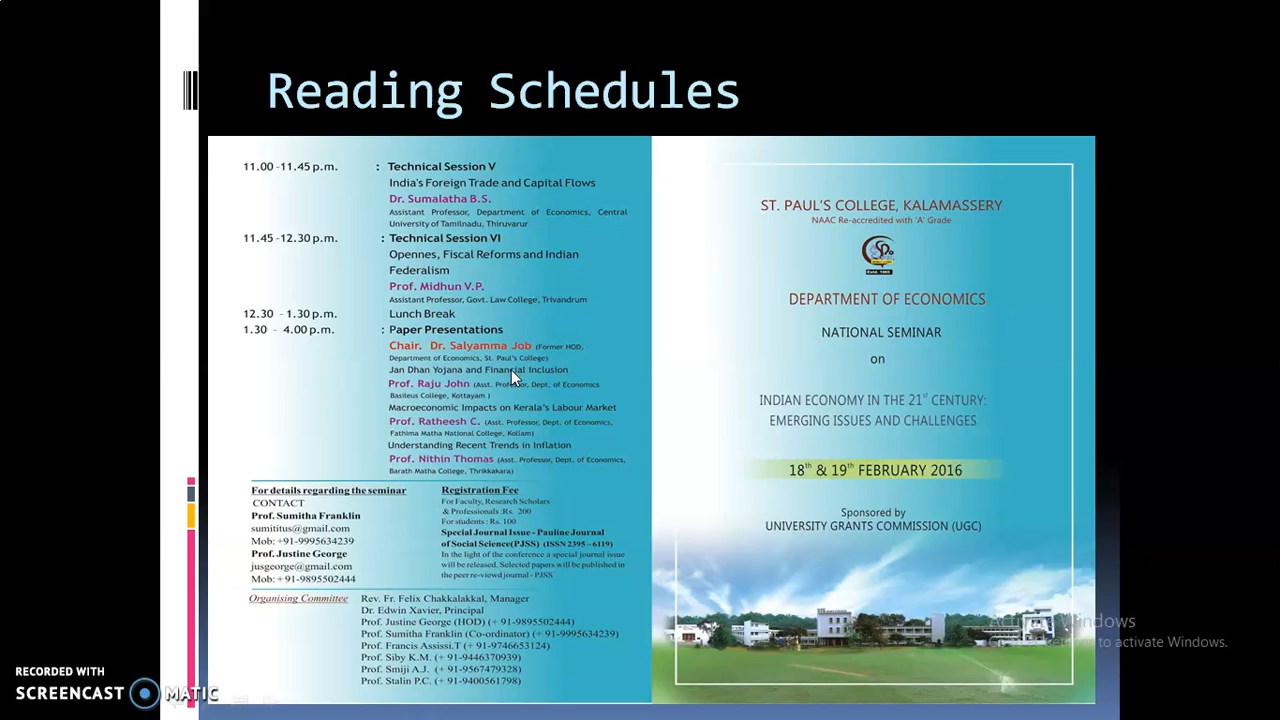 Reading Schedules
11.00 -11.45 p.m. : Technical Session V
India's Foreign Trade and Capital Flows
Dr. Sumalatha B.S.
Assistant Professor, Department of Economics, Central
University of Tamilnadu, Thiruvarur
11.45 -12.30 p.m. : Technical Session VI
Opennes, Fiscal Reforms and Indian
Federalism
Prof. Midhun V.P.
Assistant Professor, Govt. Law College, Trivandrum
12.30 - 1.30 p.m. Lunch Break
1.30 - 4.00 p.m. : Paper Presentations
Chair. Dr. Salyamma Job (Former HOD,
Department of Economics, St. Paul's College)
Jan Dhan Yojana and Financial Inclusion
Prof. Raju John (Asst. Professor, Dept. of Economics
Basileus College, Kottayam )
Macroeconomic Impacts on Kerala's Labour Market
Prof. Ratheesh C. (Asst. Professor, Dept. of Economics,
Fathima Matha National College, Kollam)
Understanding Recent Trends in Inflation
Prof. Nithin Thomas (Asst. Professor, Dept. of Economics,
Barath Matha College, Thrikkakara)
For details regarding the seminar
CONTACT
Prof. Sumitha Franklin
sumititus@gmail.com
Mob: +91-9995634239
Prof. Justine George
jusgeorge@gmail.com
Mob: + 91-9895502444
Registration Fee
For Faculty, Research Scholars
& Professionals :Rs. 200
For students : Rs. 100
Special Journal Issue - Pauline Journal
of Social Science(PJSS) (ISSN 2395 – 6119)
In the light of the conference a special journal issue
will be released. Selected papers will be published in
the peer re-viewd journal - PJSS
Organising Committee Rev. Fr. Felix Chakkalakkal, Manager
Dr. Edwin Xavier, Principal
Prof. Justine George (HOD) (+ 91-9895502444)
Prof. Sumitha Franklin (Co-ordinator) (+ 91-9995634239)
Prof. Francis Assissi.T (+ 91-9746653124)
Prof. Siby K.M. (+ 91-9446370939)
Prof. Smiji A.J. (+ 91-9567479328)
Prof. Stalin P.C. (+ 91-9400561798)
ST. PAUL'S COLLEGE, KALAMASSERY
NAAC Re-accredited with 'A' Grade
Estd. 1965
DEPARTMENT OF ECONOMICS
NATIONAL SEMINAR
on
INDIAN ECONOMY IN THE 21st CENTURY:
EMERGING ISSUES AND CHALLENGES
18th & 19th FEBRUARY 2016
Sponsored by
UNIVERSITY GRANTS COMMISSION (UGC)
Activate Windows
to activate Windows.
RECORDED WITH
SCREENCAST MATIC